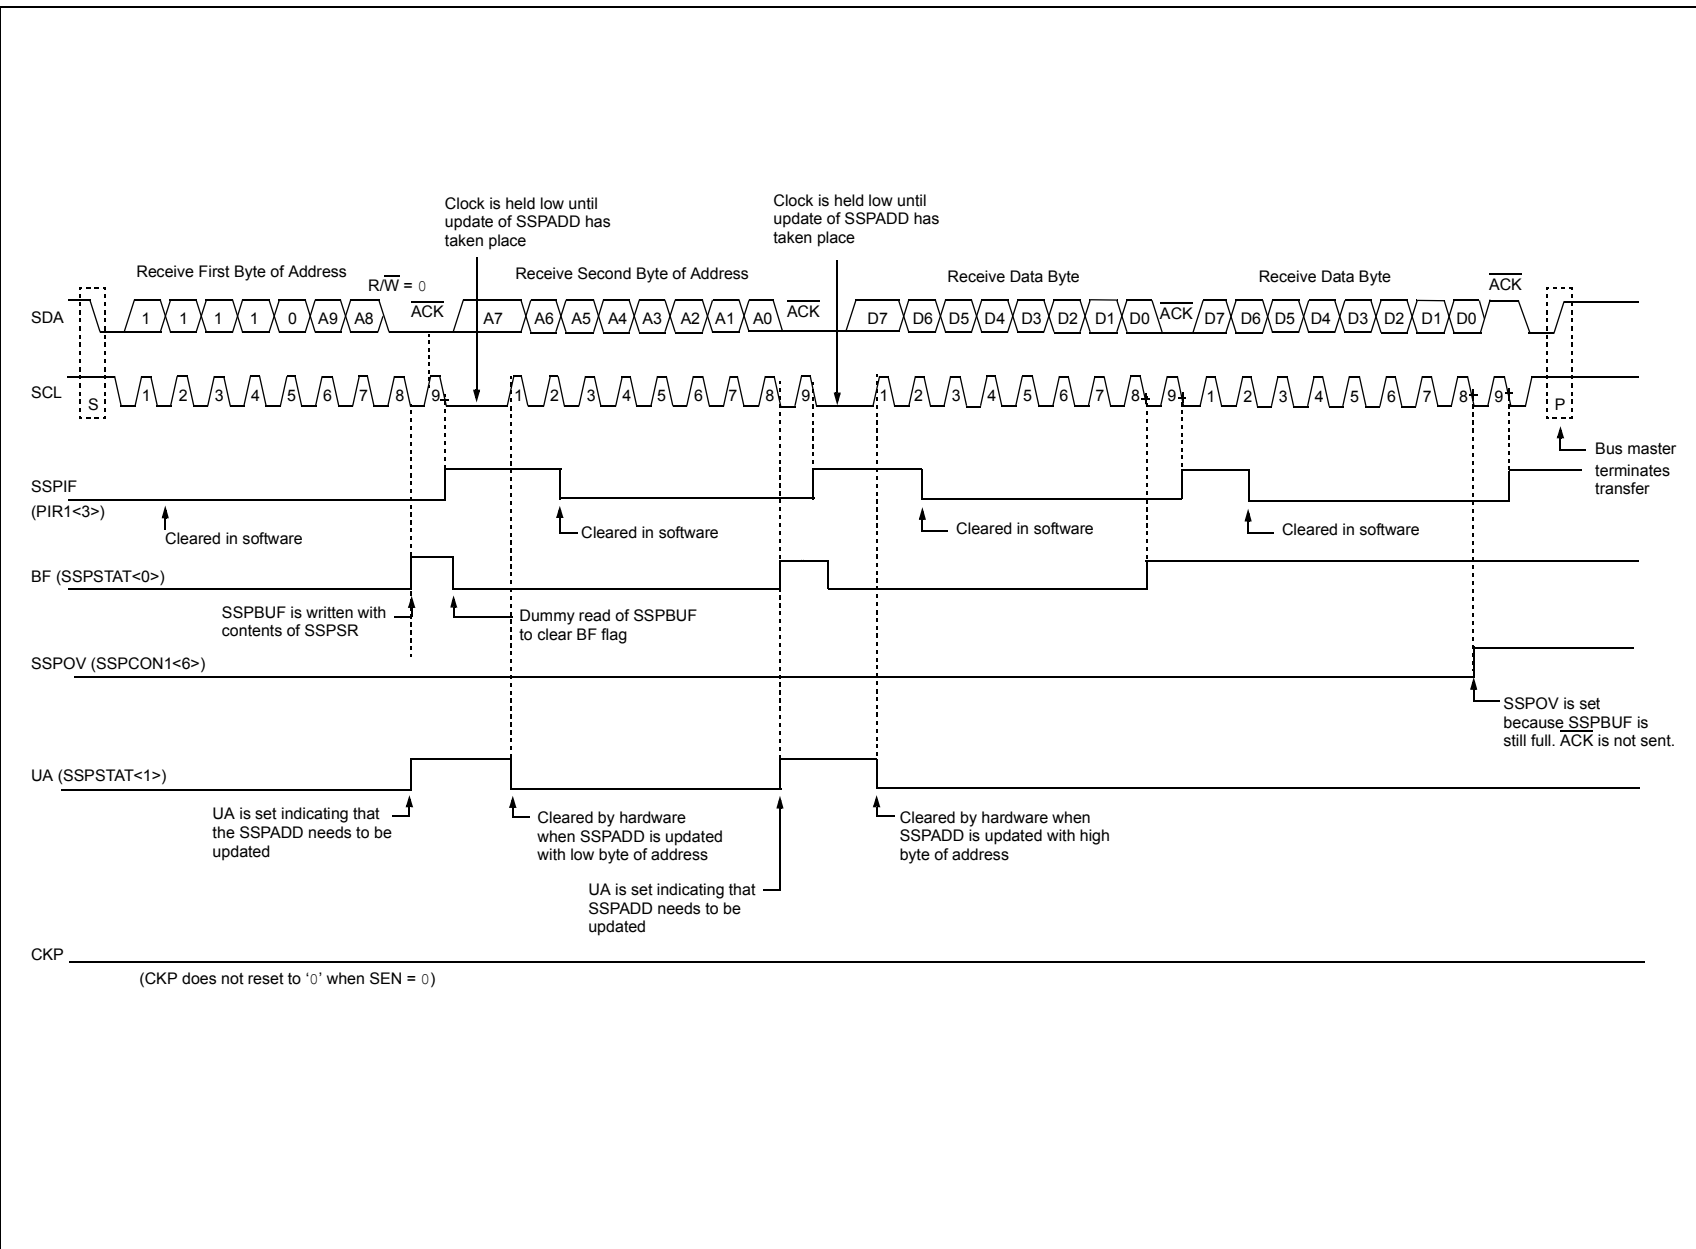 Clock is held low until
update of SSPADD has
taken place
Clock is held low until
update of SSPADD has
taken place
Receive First Byte of Address
R/W = 0
ACK
Receive Second Byte of Address
ACK
Receive Data Byte
ACK
Receive Data Byte
ACK
SDA 1 1 1 1 0 A9 A8 A7 A6 A5 A4 A3 A2 A1 A0 D7 D6 D5 D4 D3 D2 D1 D0 D7 D6 D5 D4 D3 D2 D1 D0
SCL S 1 2 3 4 5 6 7 8 9 1 2 3 4 5 6 7 8 9 1 2 3 4 5 6 7 8 9 1 2 3 4 5 6 7 8 9 P
Bus master
terminates
transfer
SSPIF
(PIR1<3>)
Cleared in software
Cleared in software
Cleared in software
Cleared in software
BF (SSPSTAT<0>)
SSPBUF is written with
contents of SSPSR
Dummy read of SSPBUF
to clear BF flag
SSPOV (SSPCON1<6>)
SSPOV is set
because SSPBUF is
still full. ACK is not sent.
UA (SSPSTAT<1>)
UA is set indicating that
the SSPADD needs to be
updated
Cleared by hardware
when SSPADD is updated
with low byte of address
UA is set indicating that
SSPADD needs to be
updated
Cleared by hardware when
SSPADD is updated with high
byte of address
CKP
(CKP does not reset to ‘0’ when SEN = 0)